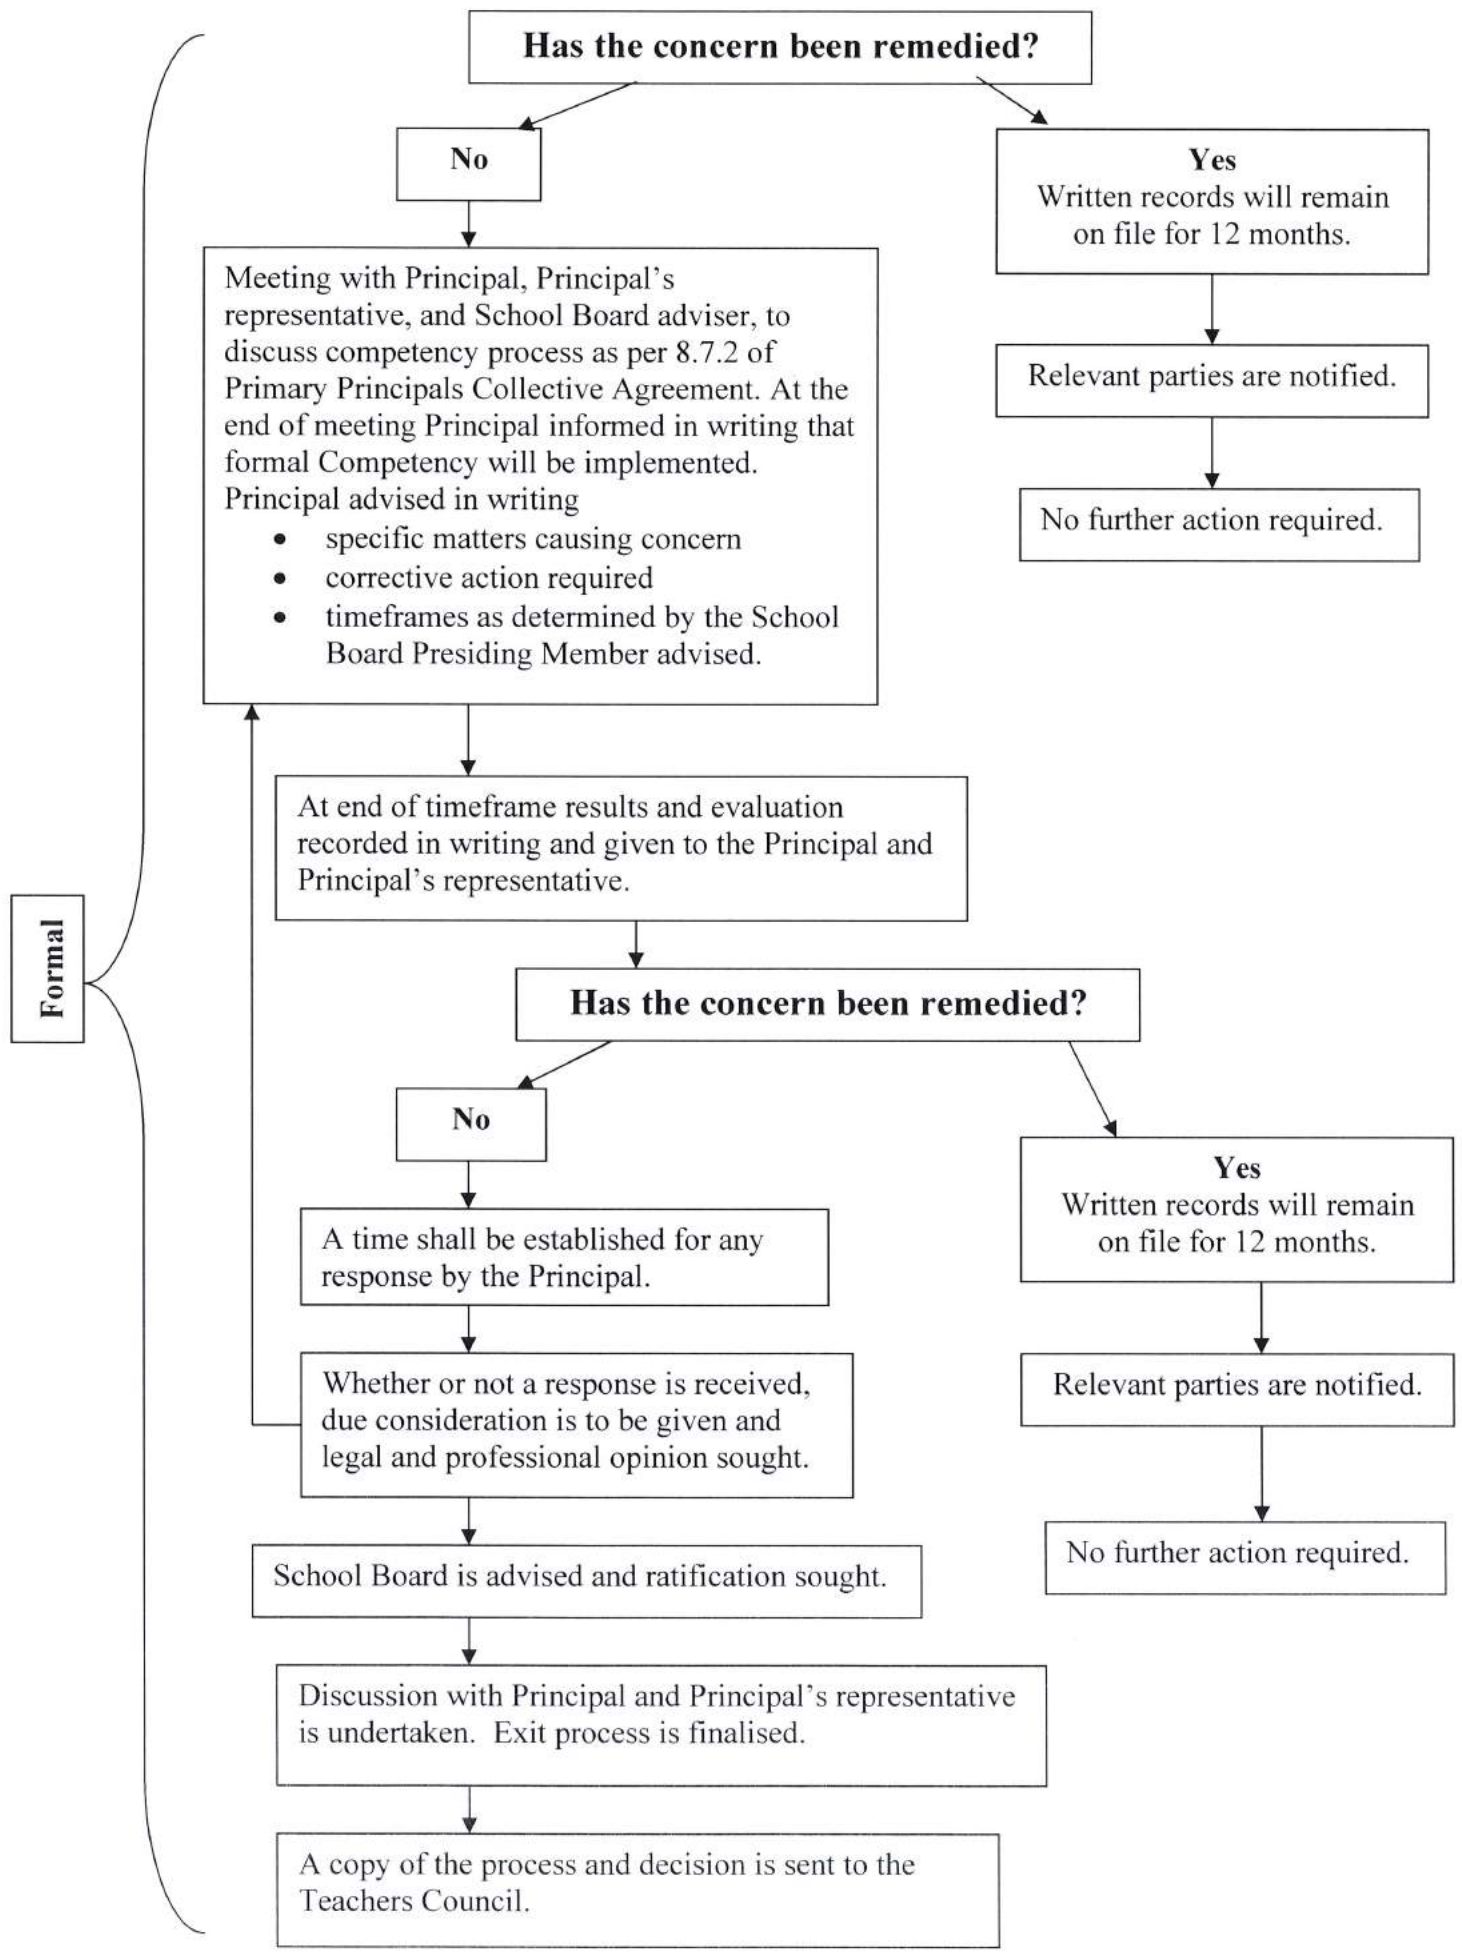 Has the concern been remedied?
No
Yes
Written records will remain
on file for 12 months.
Relevant parties are notified.
No further action required.
Meeting with Principal, Principal's
representative, and School Board adviser, to
discuss competency process as per 8.7.2 of
Primary Principals Collective Agreement. At the
end of meeting Principal informed in writing that
formal Competency will be implemented.
Principal advised in writing
• specific matters causing concern
• corrective action required
• timeframes as determined by the School
Board Presiding Member advised.
At end of timeframe results and evaluation
recorded in writing and given to the Principal and
Principal's representative.
Formal
Has the concern been remedied?
No
Yes
Written records will remain
on file for 12 months.
Relevant parties are notified.
No further action required.
A time shall be established for any
response by the Principal.
Whether or not a response is received,
due consideration is to be given and
legal and professional opinion sought.
School Board is advised and ratification sought.
Discussion with Principal and Principal's representative
is undertaken.  Exit process is finalised.
A copy of the process and decision is sent to the
Teachers Council.